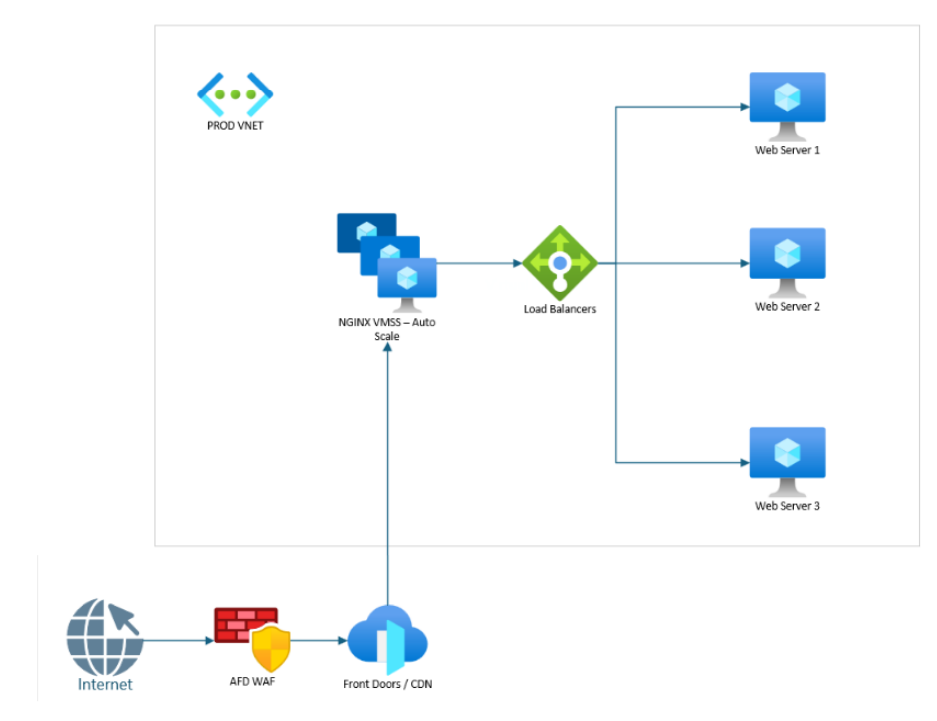 PROD VNET
Web Server 1
Web Server 2
NGINX VMSS – Auto
Scale
Load Balancers
Web Server 3
Internet
AFD WAF
Front Doors / CDN